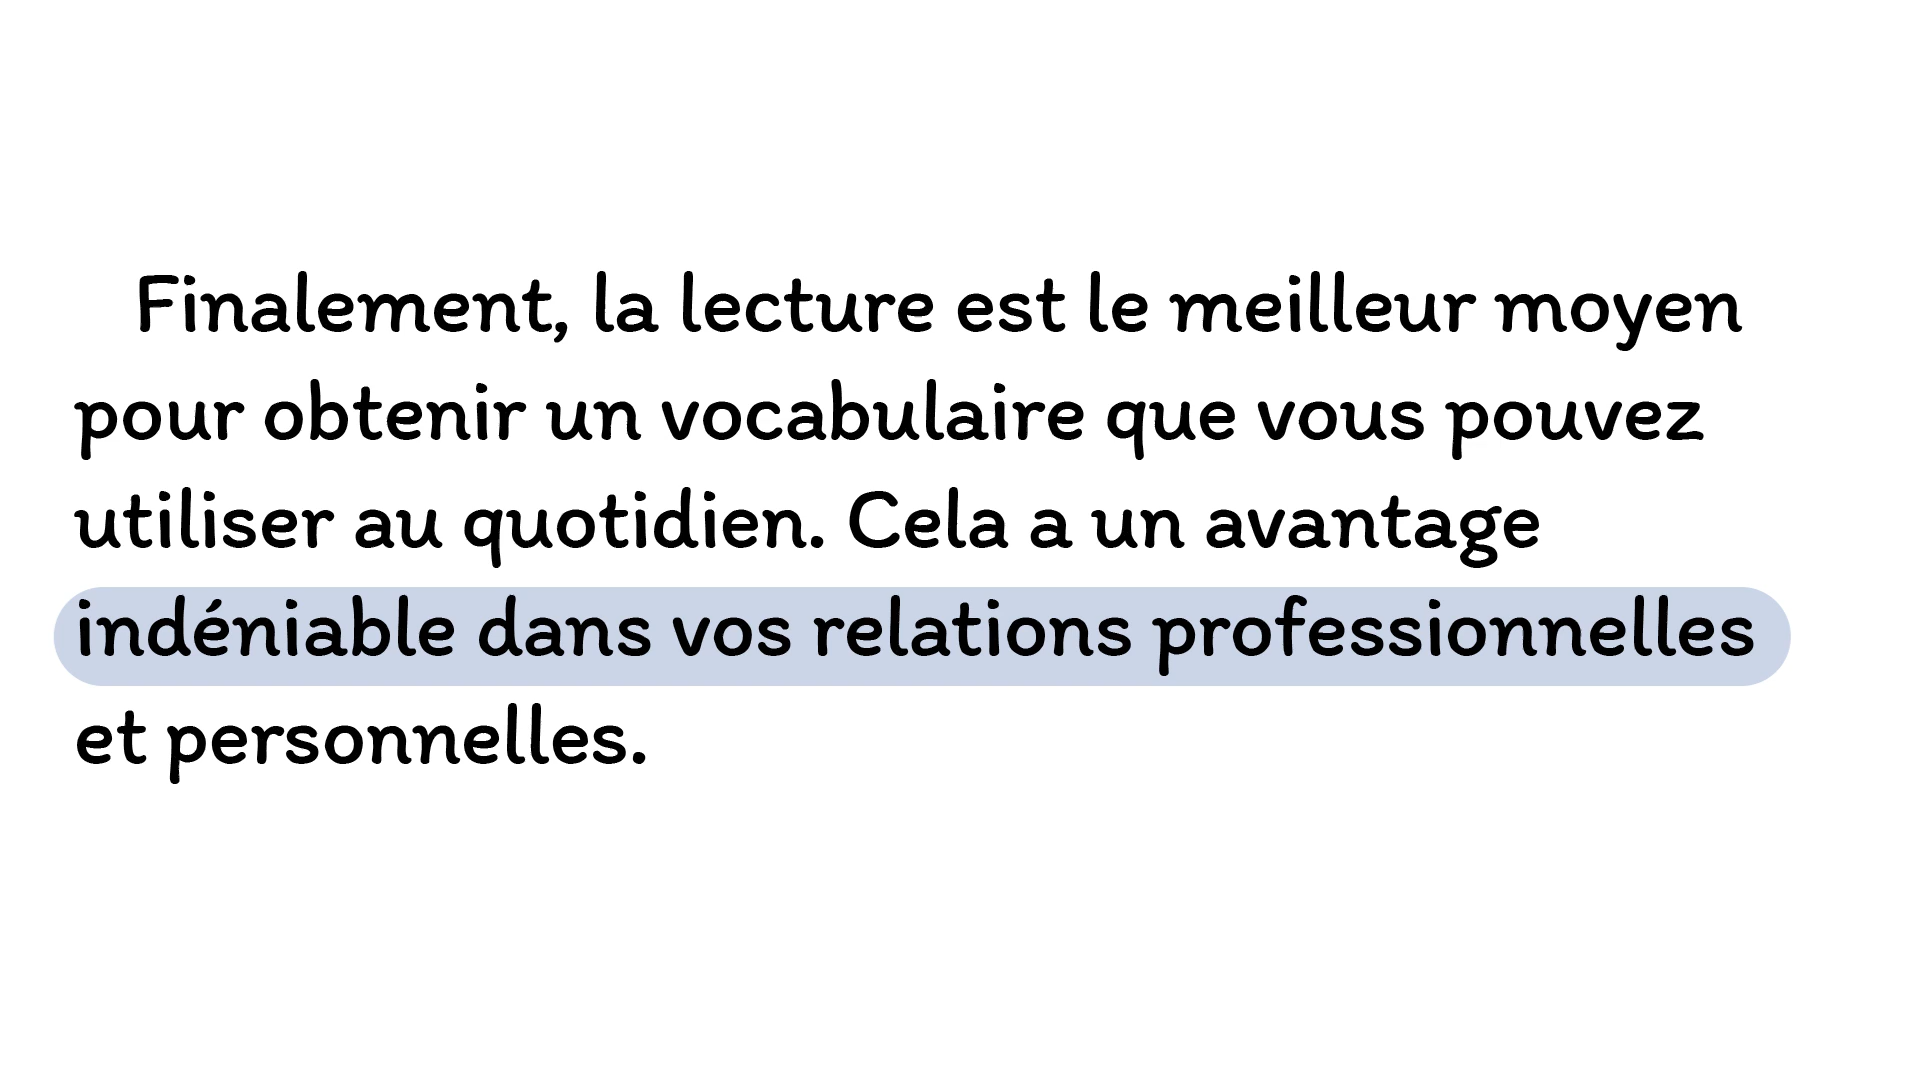 Finalement, la lecture est le meilleur moyen
pour obtenir un vocabulaire que vous pouvez
utiliser au quotidien. Cela a un avantage
indéniable dans vos relations professionnelles
et personnelles.